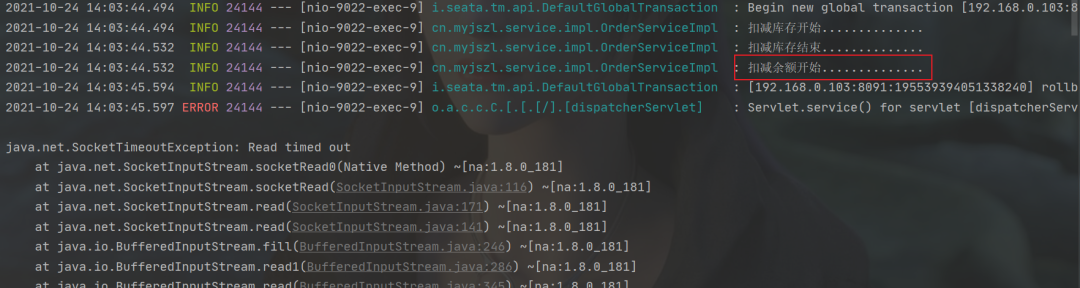 2021-10-24 14:03:44.494  INFO 24144 --- [nio-9022-exec-9] i.seata.tm.api.DefaultGlobalTransaction  : Begin new global transaction [192.168.0.103:8
2021-10-24 14:03:44.494  INFO 24144 --- [nio-9022-exec-9] cn.myjszl.service.impl.OrderServiceImpl  : 扣减库存开始..............
2021-10-24 14:03:44.532  INFO 24144 --- [nio-9022-exec-9] cn.myjszl.service.impl.OrderServiceImpl  : 扣减库存结束..............
2021-10-24 14:03:44.532  INFO 24144 --- [nio-9022-exec-9] cn.myjszl.service.impl.OrderServiceImpl  : 扣减余额开始..............
2021-10-24 14:03:45.594  INFO 24144 --- [nio-9022-exec-9] i.seata.tm.api.DefaultGlobalTransaction  : [192.168.0.103:8091:195539394051338240] rollb
2021-10-24 14:03:45.597 ERROR 24144 --- [nio-9022-exec-9] o.a.c.c.C.[.[.[/].[dispatcherServlet]    : Servlet.service() for servlet [dispatcherServ
java.net.SocketTimeoutException: Read timed out
at java.net.SocketInputStream.socketRead0(Native Method) ~[na:1.8.0_181]
at java.net.SocketInputStream.socketRead(SocketInputStream.java:116) ~[na:1.8.0_181]
at java.net.SocketInputStream.read(SocketInputStream.java:171) ~[na:1.8.0_181]
at java.net.SocketInputStream.read(SocketInputStream.java:141) ~[na:1.8.0_181]
at java.io.BufferedInputStream.fill(BufferedInputStream.java:246) ~[na:1.8.0_181]
at java.io.BufferedInputStream.read1(BufferedInputStream.java:286) ~[na:1.8.0_181]
at java.io.BufferedInputStream.read(BufferedInputStream.java:345) ~[na:1.8.0_181]